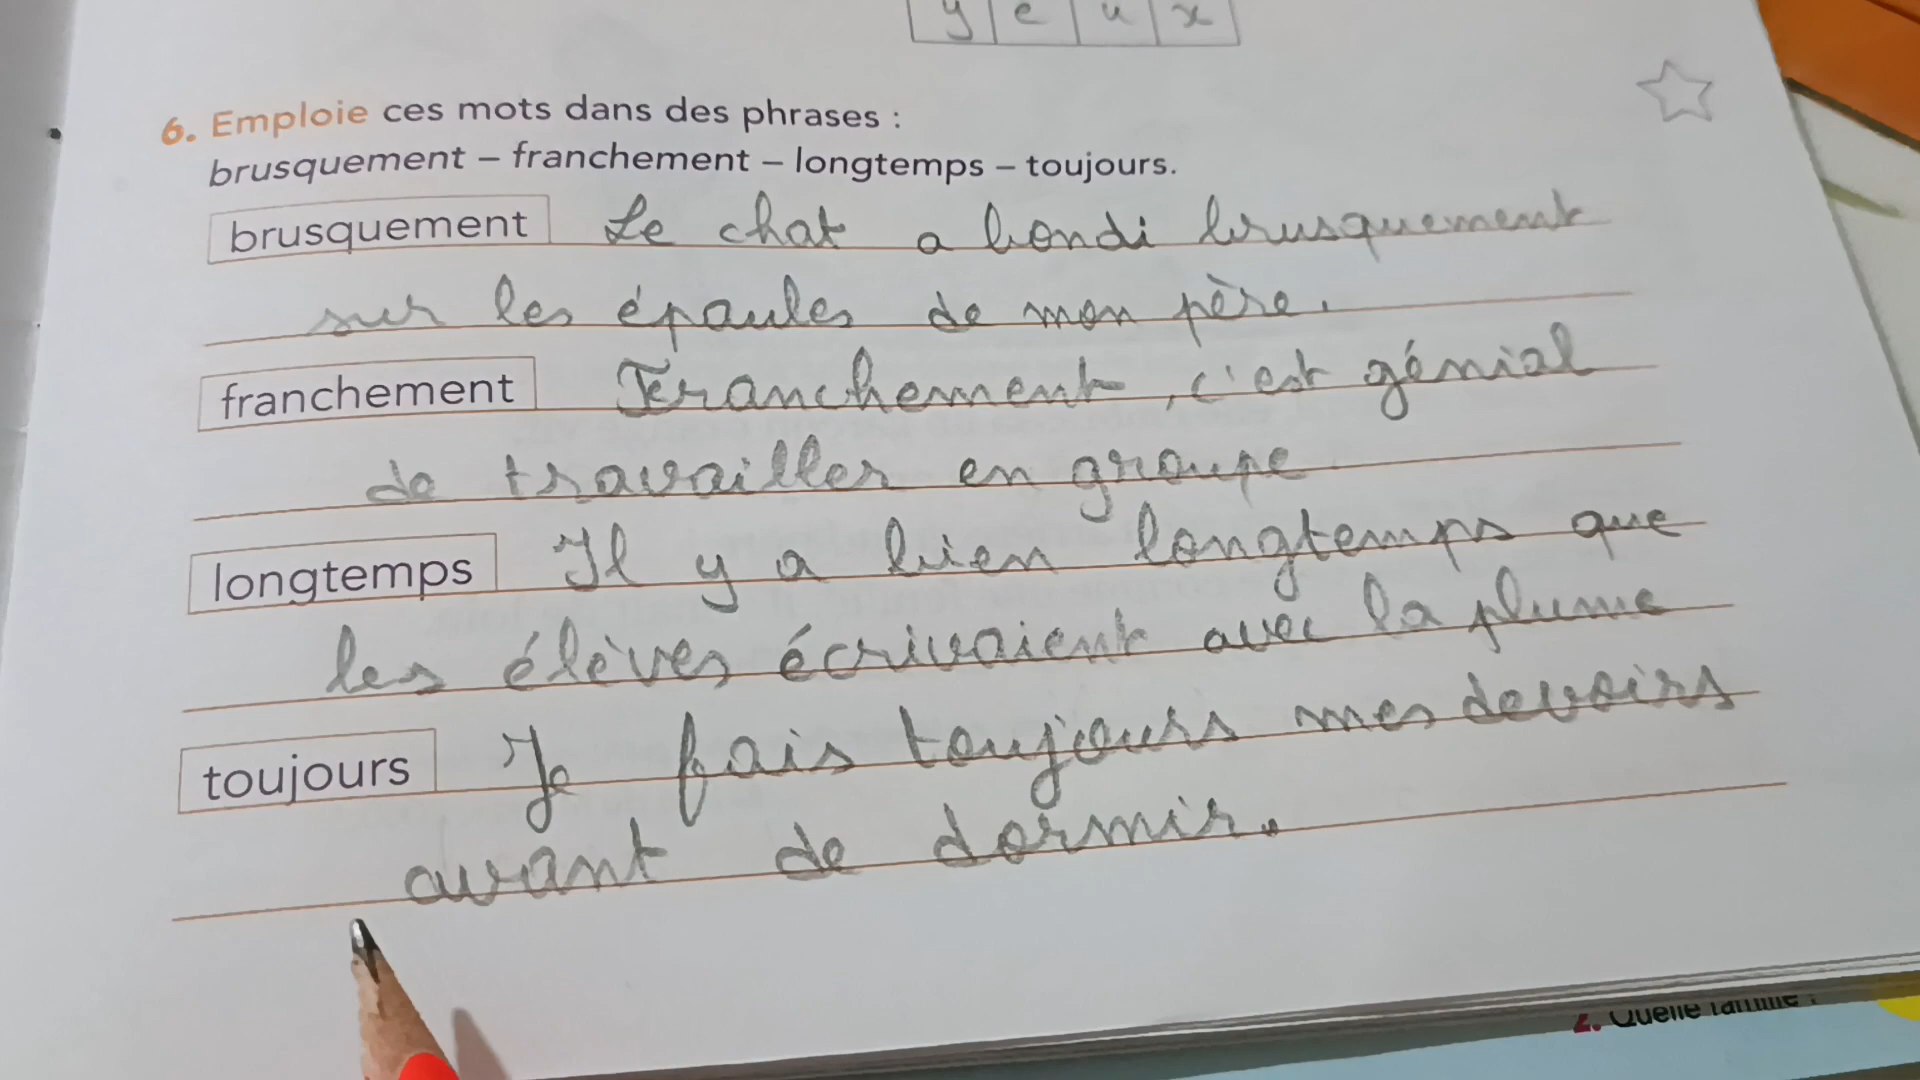 y e u x
6. Emploie ces mots dans des phrases :
brusquement – franchement – longtemps – toujours.
brusquement Le chat a bondi brusquement
sur les épaules de mon père.
franchement Franchement, c'est génial
de travailler en groupe
longtemps Il y a bien longtemps que
les élèves écrivaient avec la plume
toujours Je fais toujours mes devoirs
avant de dormir.
Quelle famille :